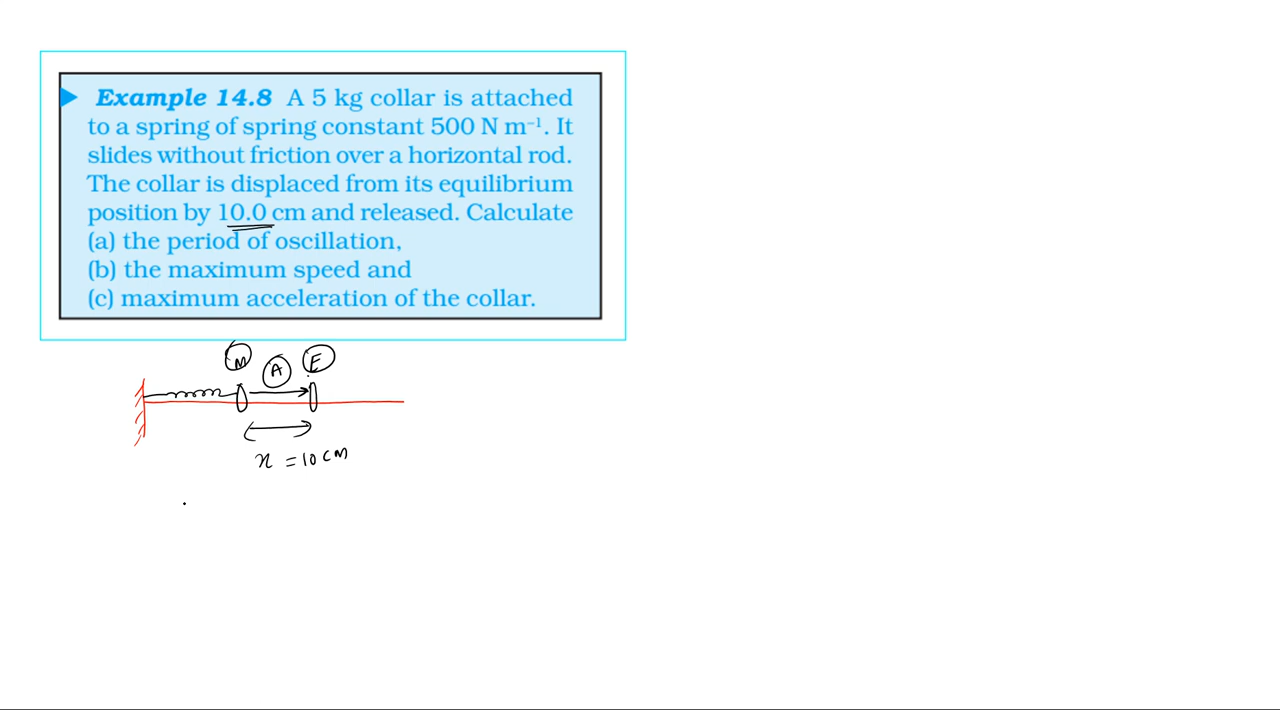 Example 14.8 A 5 kg collar is attached
to a spring of spring constant 500 N m⁻¹. It
slides without friction over a horizontal rod.
The collar is displaced from its equilibrium
position by 10.0 cm and released. Calculate
(a) the period of oscillation,
(b) the maximum speed and
(c) maximum acceleration of the collar.
M A E
x = 10 cm